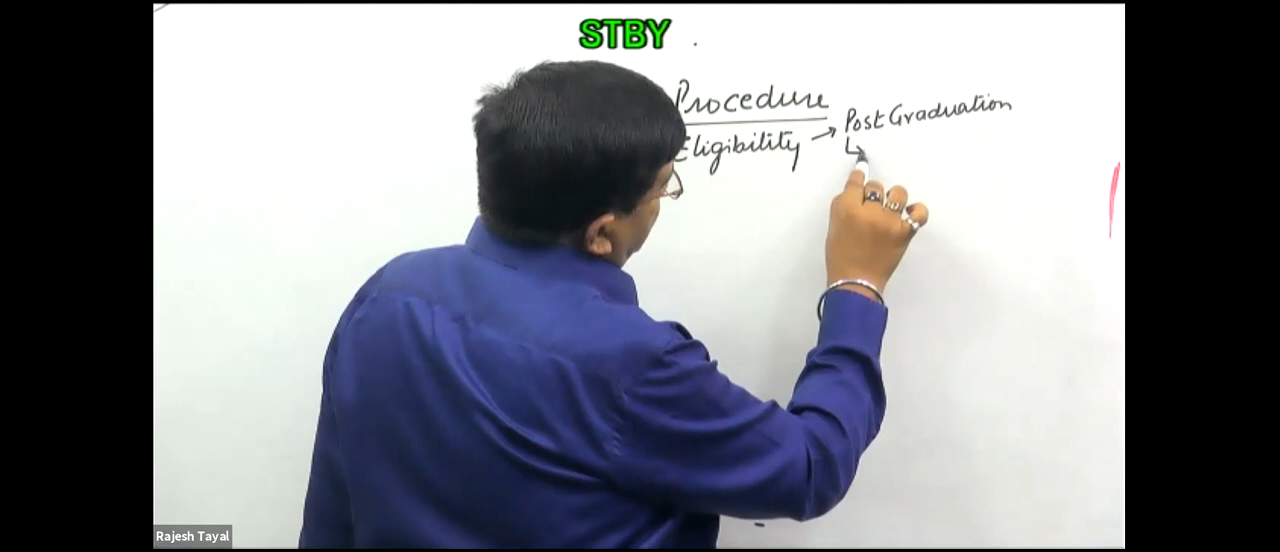 STBY
Procedure
Eligibility → Post Graduation
↳
Rajesh Tayal